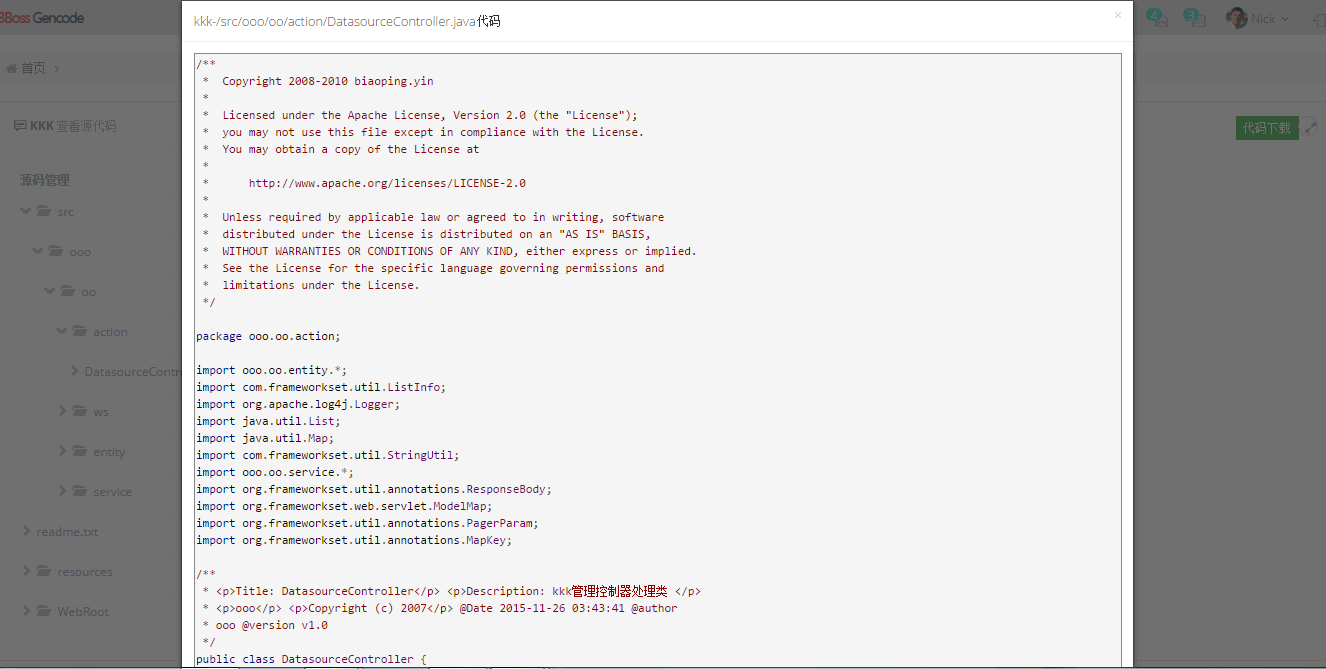 BBoss Gencode
kkk-/src/ooo/oo/action/DatasourceController.java代码
×
4
3
Nick
首页
KKK 查看源代码
代码下载
源码管理
src
ooo
oo
action
DatasourceContr
ws
entity
service
readme.txt
resources
WebRoot
/**
*  Copyright 2008-2010 biaoping.yin
*
*  Licensed under the Apache License, Version 2.0 (the "License");
*  you may not use this file except in compliance with the License.
*  You may obtain a copy of the License at
*
*      http://www.apache.org/licenses/LICENSE-2.0
*
*  Unless required by applicable law or agreed to in writing, software
*  distributed under the License is distributed on an "AS IS" BASIS,
*  WITHOUT WARRANTIES OR CONDITIONS OF ANY KIND, either express or implied.
*  See the License for the specific language governing permissions and
*  limitations under the License.
*/
package ooo.oo.action;
import ooo.oo.entity.*;
import com.frameworkset.util.ListInfo;
import org.apache.log4j.Logger;
import java.util.List;
import java.util.Map;
import com.frameworkset.util.StringUtil;
import ooo.oo.service.*;
import org.frameworkset.util.annotations.ResponseBody;
import org.frameworkset.web.servlet.ModelMap;
import org.frameworkset.util.annotations.PagerParam;
import org.frameworkset.util.annotations.MapKey;
/**
* <p>Title: DatasourceController</p> <p>Description: kkk管理控制器处理类 </p>
* <p>ooo</p> <p>Copyright (c) 2007</p> @Date 2015-11-26 03:43:41 @author
* ooo @version v1.0
*/
public class DatasourceController {